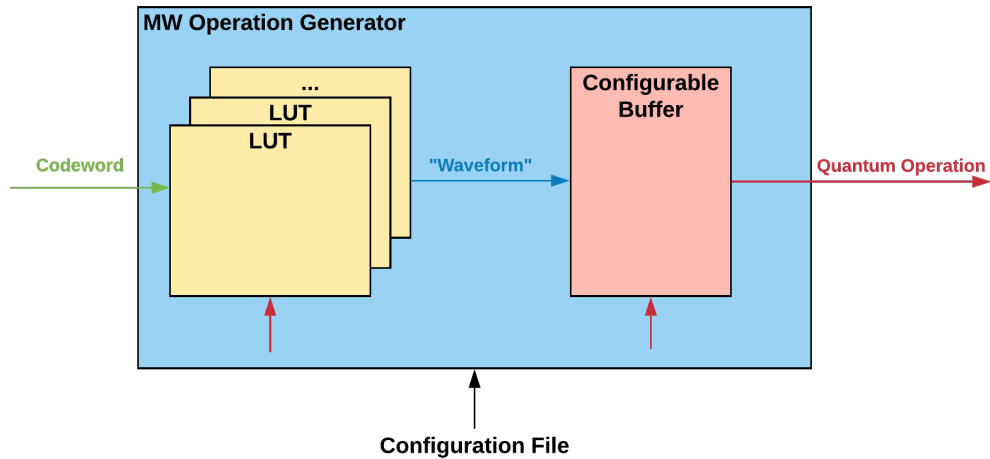 MW Operation Generator
...
LUT
LUT
Configurable
Buffer
Codeword
"Waveform"
Quantum Operation
Configuration File